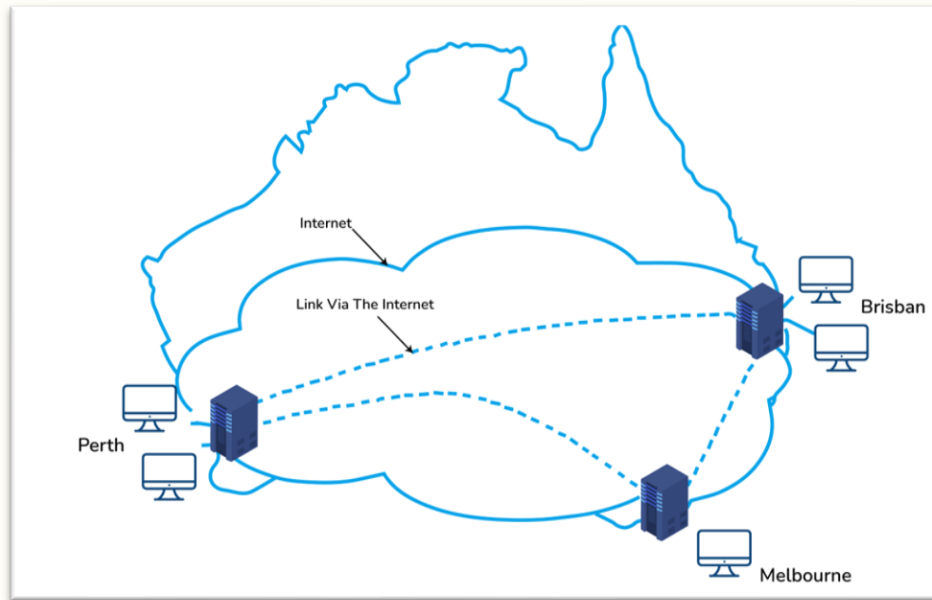 Internet
Link Via The Internet
Brisban
Perth
Melbourne